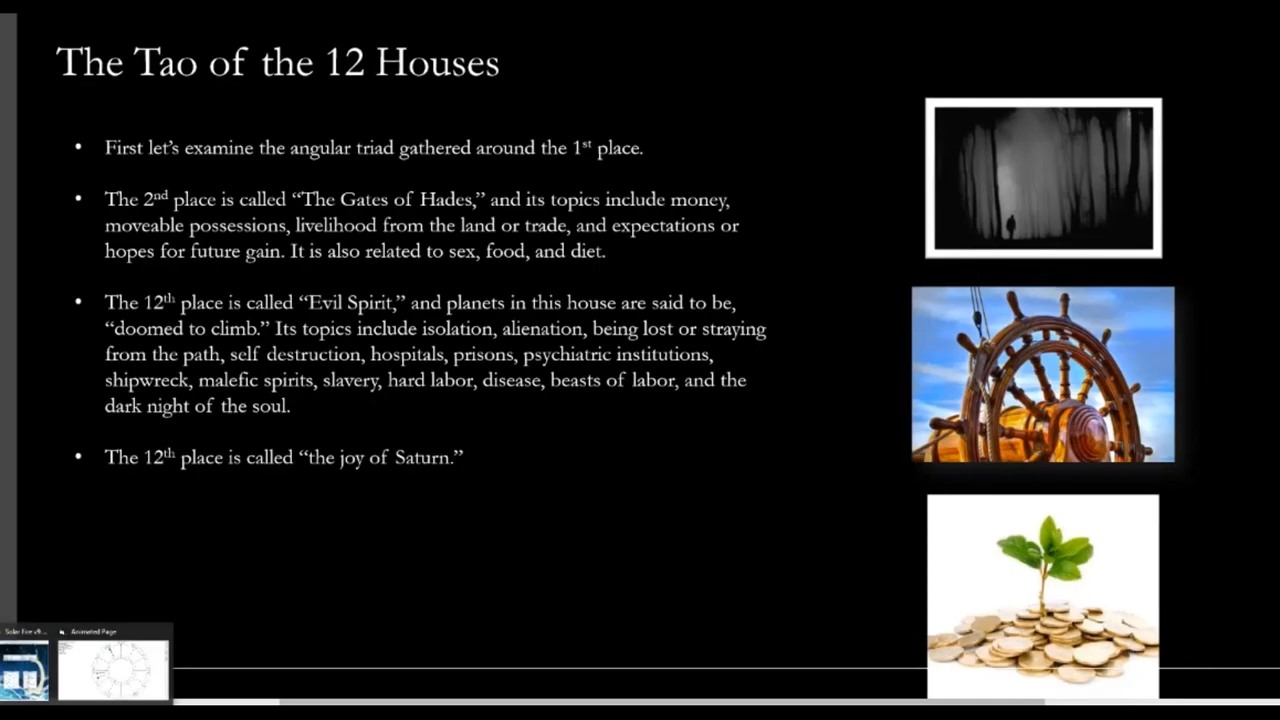 The Tao of the 12 Houses
• First let's examine the angular triad gathered around the 1st place.
• The 2nd place is called “The Gates of Hades,” and its topics include money,
moveable possessions, livelihood from the land or trade, and expectations or
hopes for future gain. It is also related to sex, food, and diet.
• The 12th place is called “Evil Spirit,” and planets in this house are said to be,
“doomed to climb.” Its topics include isolation, alienation, being lost or straying
from the path, self destruction, hospitals, prisons, psychiatric institutions,
shipwreck, malefic spirits, slavery, hard labor, disease, beasts of labor, and the
dark night of the soul.
• The 12th place is called “the joy of Saturn.”
Solar Fire v9...
Animated Page